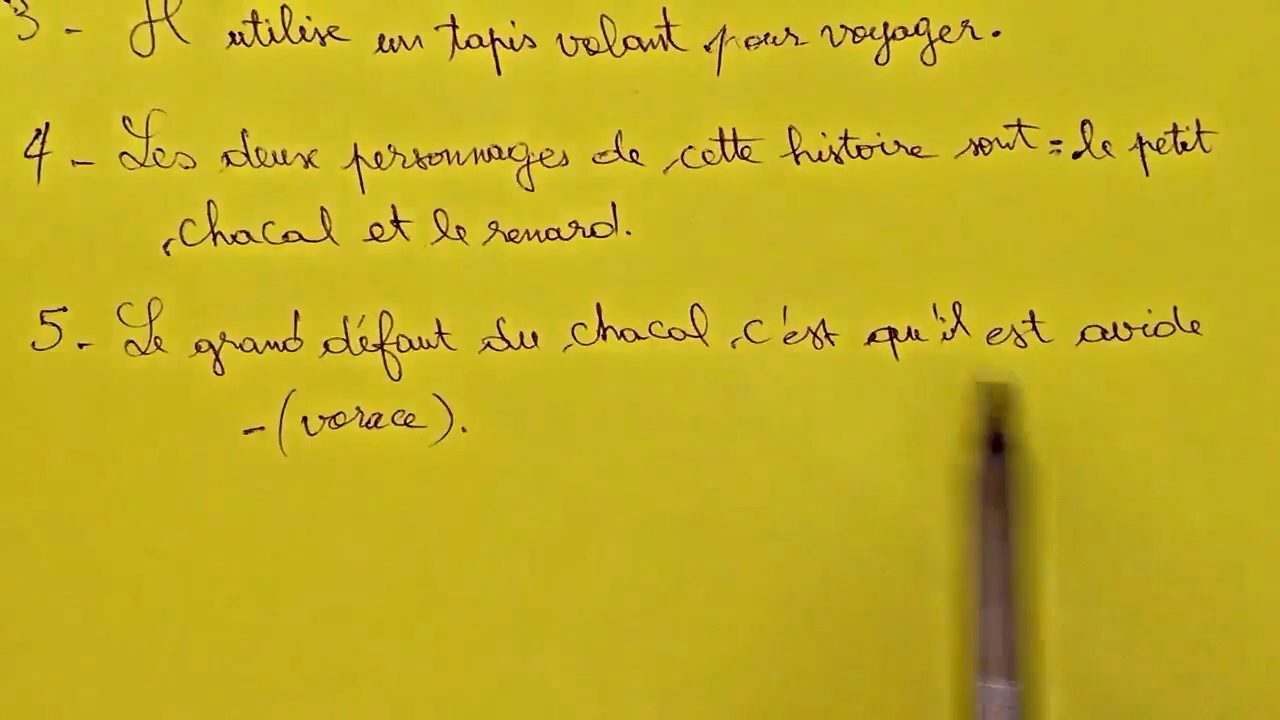 3 - Il utilise un tapis volant pour voyager.
4 - Les deux personnages de cette histoire sont = le petit
chacal et le renard.
5 - Le grand défaut du chacal c'est qu'il est avide
- (vorace).